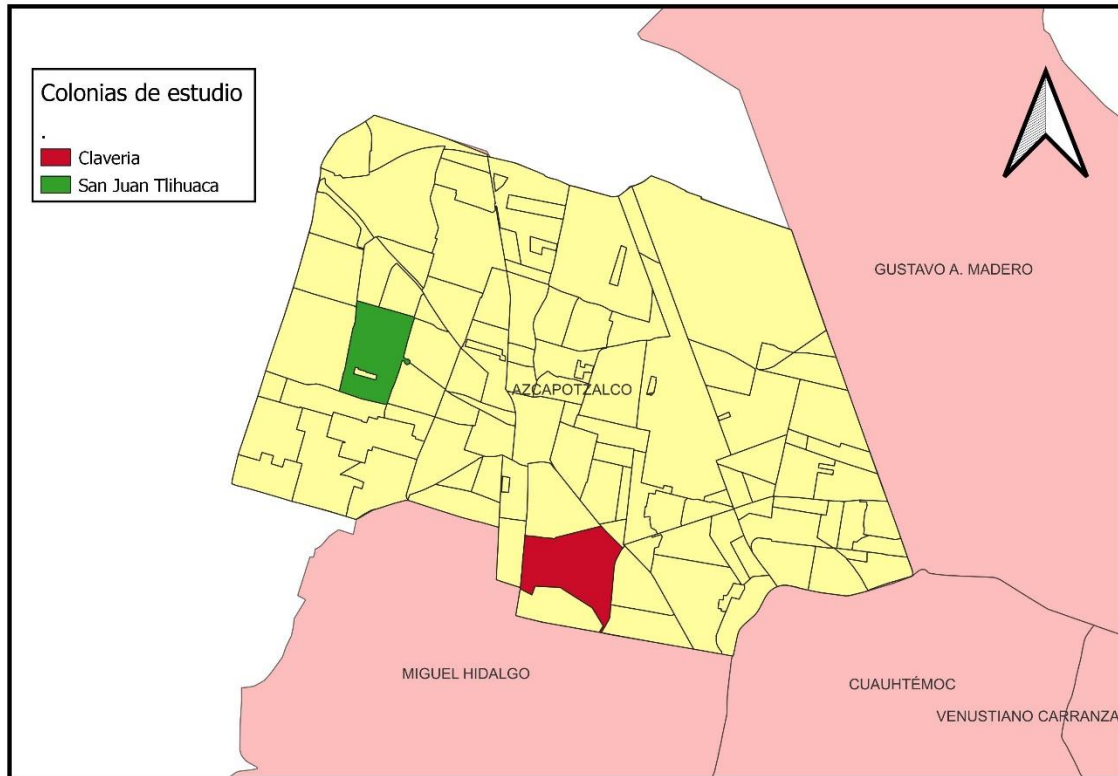 Colonias de estudio
.
Claveria
San Juan Tlihuaca
GUSTAVO A. MADERO
AZCAPOTZALCO
MIGUEL HIDALGO
CUAUHTÉMOC
VENUSTIANO CARRANZA